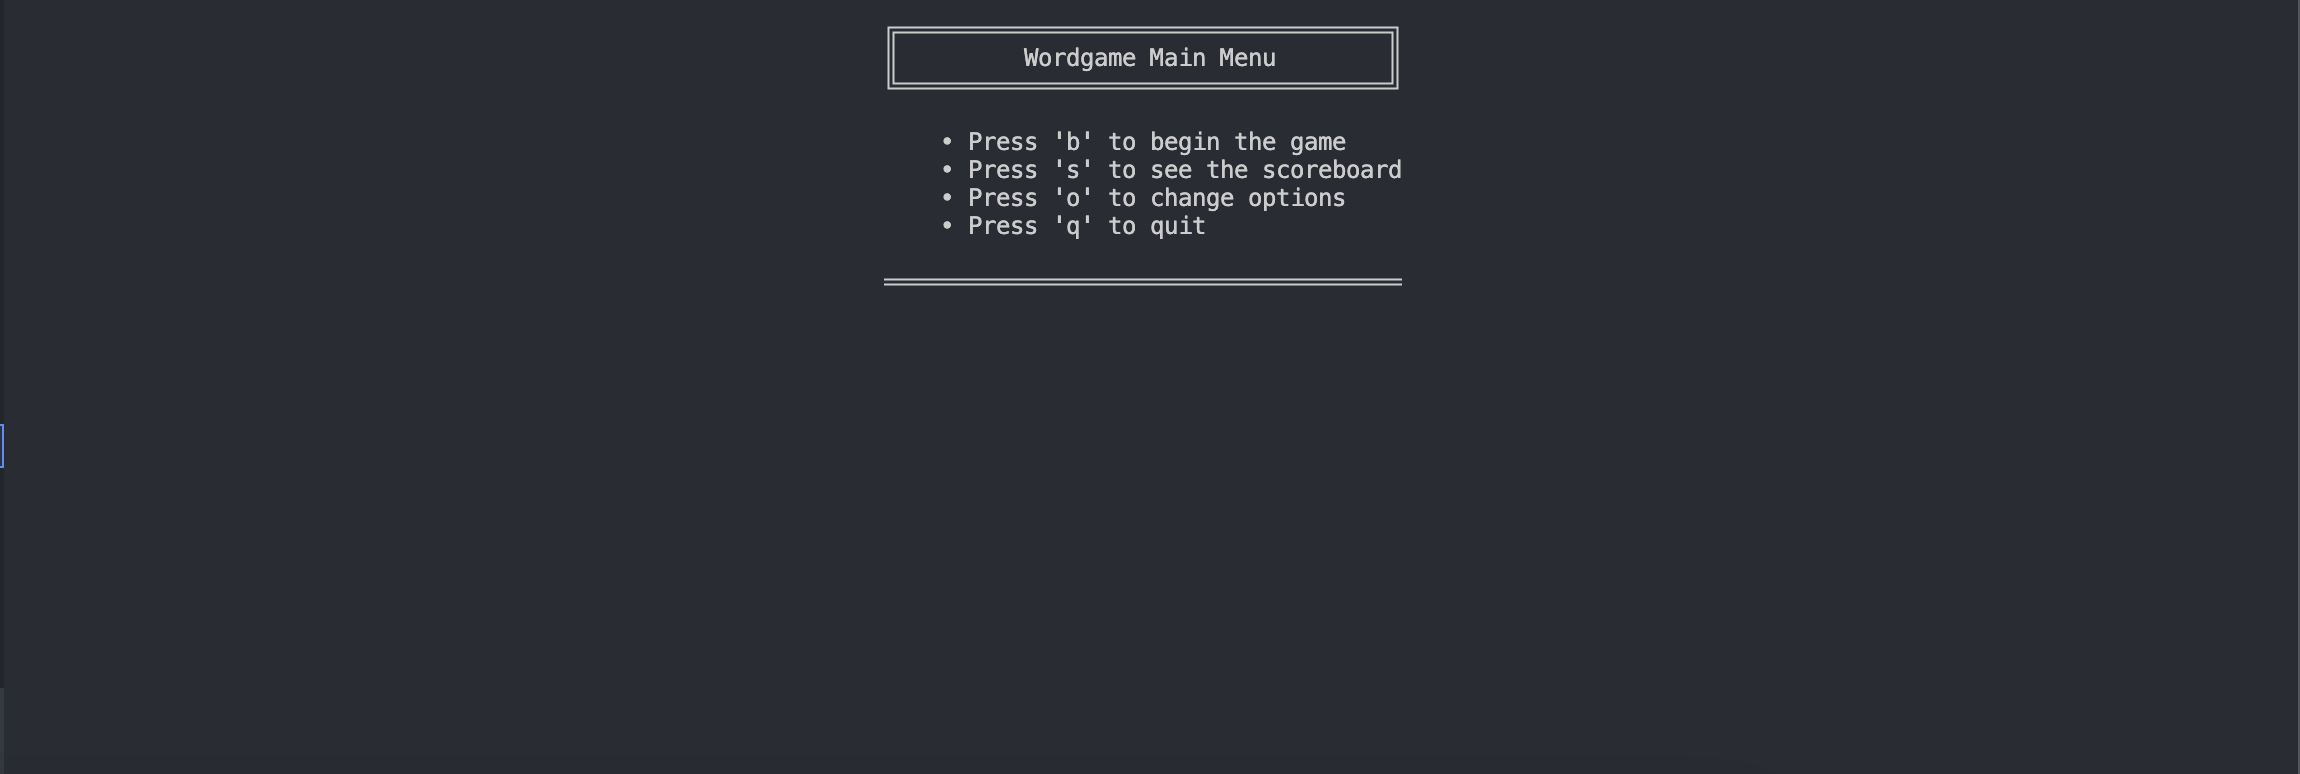 Wordgame Main Menu
• Press 'b' to begin the game
• Press 's' to see the scoreboard
• Press 'o' to change options
• Press 'q' to quit